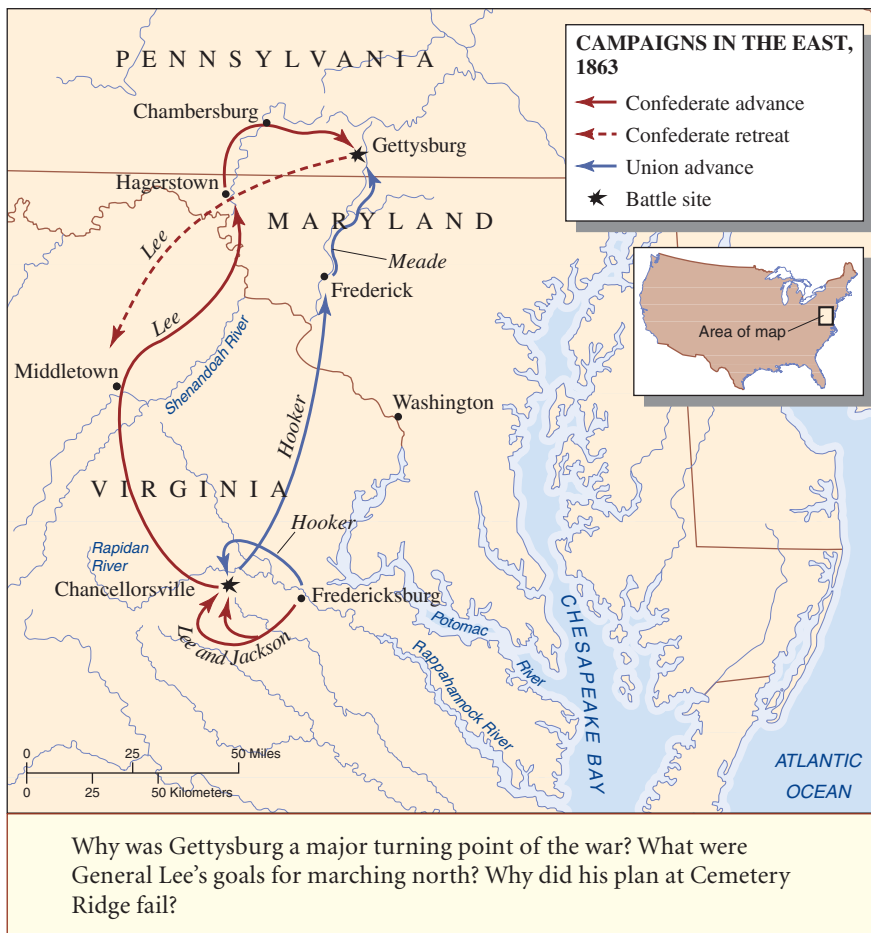 PENNSYLVANIA
Chambersburg
Gettysburg
Hagerstown
MARYLAND
Lee
Meade
Lee
Frederick
Middletown
Shenandoah River
Washington
Hooker
VIRGINIA
Hooker
Rapidan
River
Chancellorsville
Fredericksburg
Lee and Jackson
Potomac
River
Rappahannock River
CHESAPEAKE BAY
ATLANTIC
OCEAN
0 25 50 Miles
0 25 50 Kilometers
CAMPAIGNS IN THE EAST,
1863
Confederate advance
Confederate retreat
Union advance
Battle site
Area of map
Why was Gettysburg a major turning point of the war? What were
General Lee's goals for marching north? Why did his plan at Cemetery
Ridge fail?